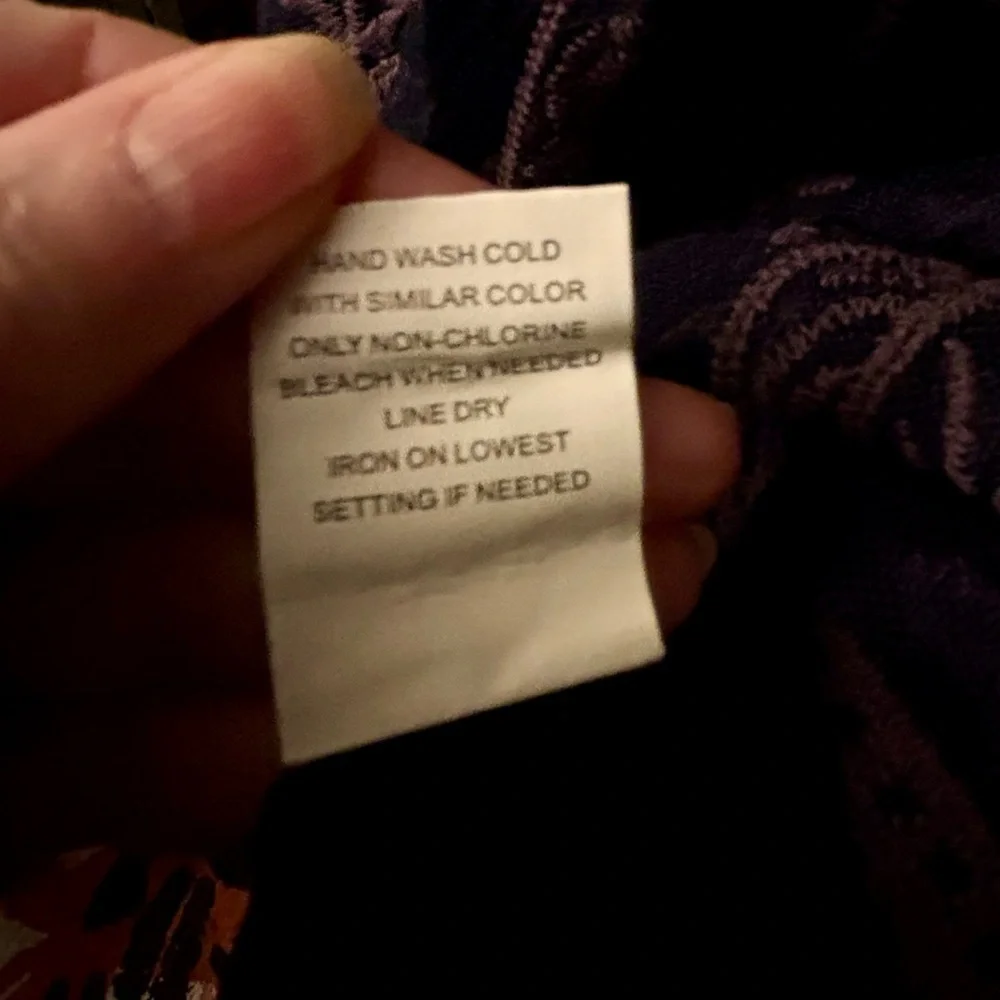 HAND WASH COLD
WITH SIMILAR COLOR
ONLY NON-CHLORINE
BLEACH WHEN NEEDED
LINE DRY
IRON ON LOWEST
SETTING IF NEEDED